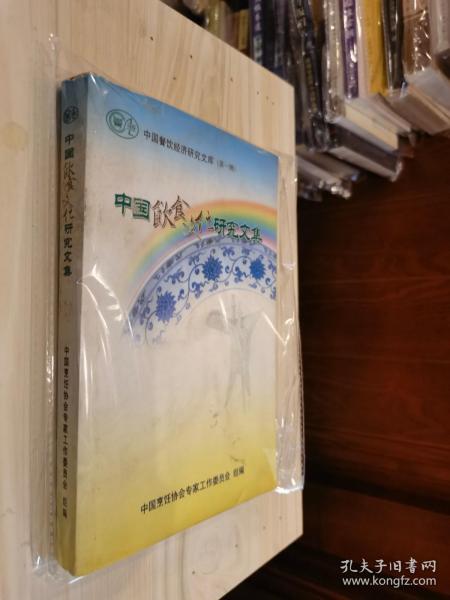 中国餐饮经济研究文库（第一辑）
中国飲食文化研究文集
中国烹饪协会专家工作委员会 组编
中国飲食文化研究文集
中国烹饪协会专家工作委员会 组编
孔夫子旧书网
www.kongfz.com